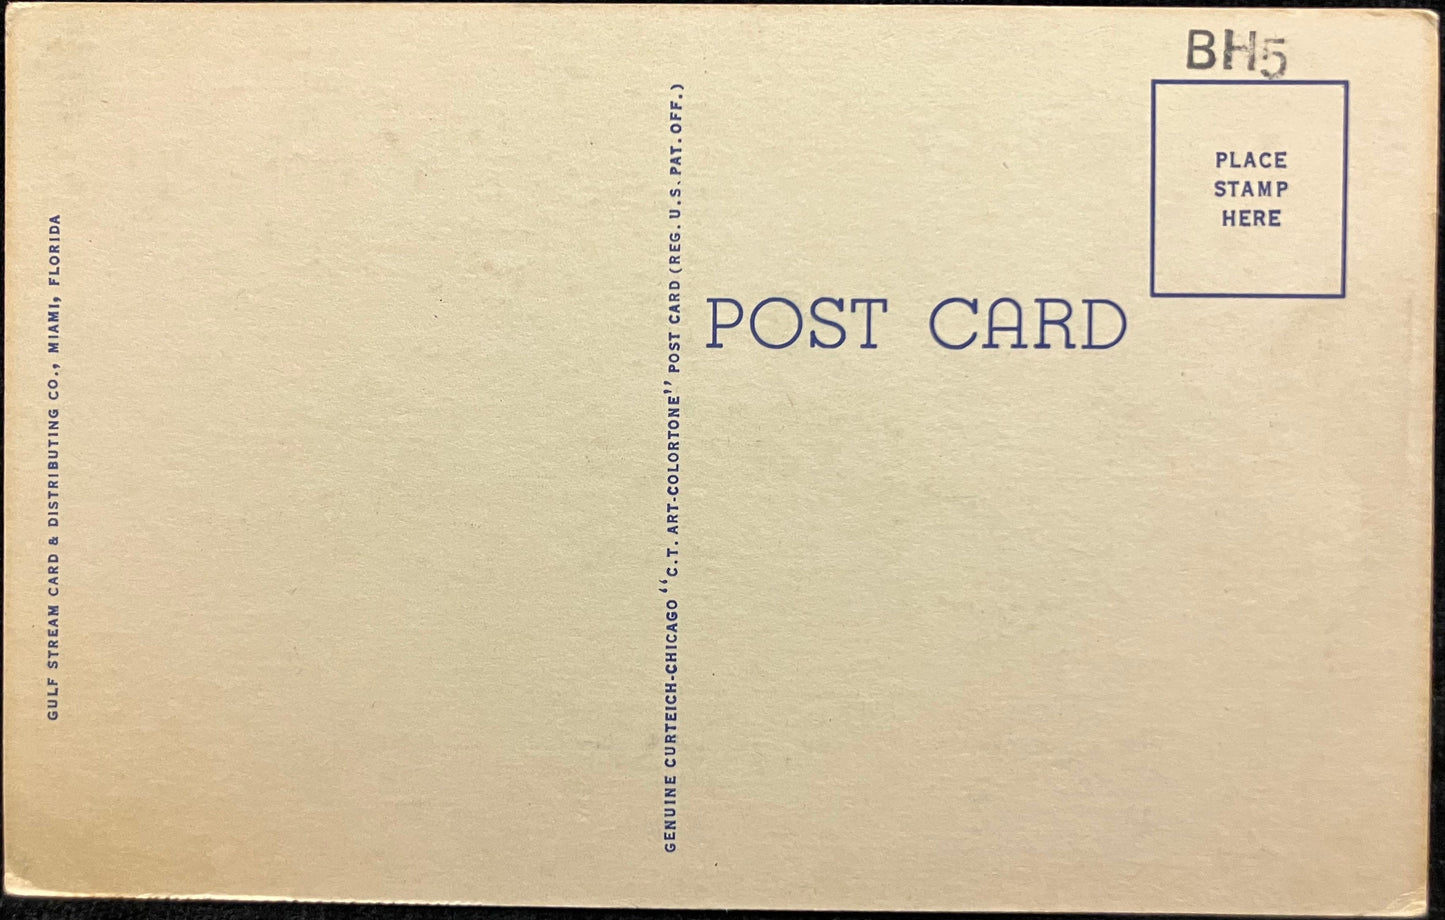 BH5
PLACE
STAMP
HERE
POST CARD
GENUINE CURTEICH-CHICAGO "C.T. ART-COLORTONE" POST CARD (REG. U.S. PAT. OFF.)
GULF STREAM CARD & DISTRIBUTING CO., MIAMI, FLORIDA